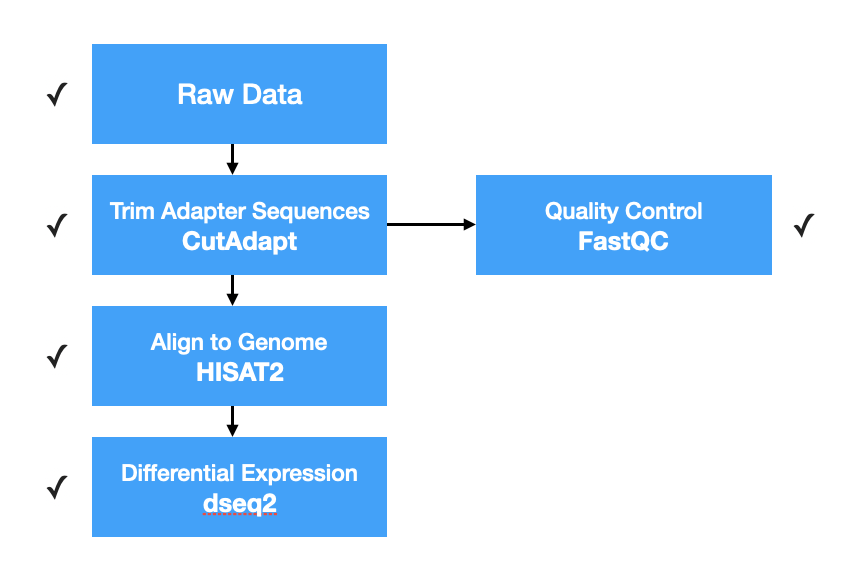 Raw Data
Trim Adapter Sequences
CutAdapt
Quality Control
FastQC
Align to Genome
HISAT2
Differential Expression
dseq2